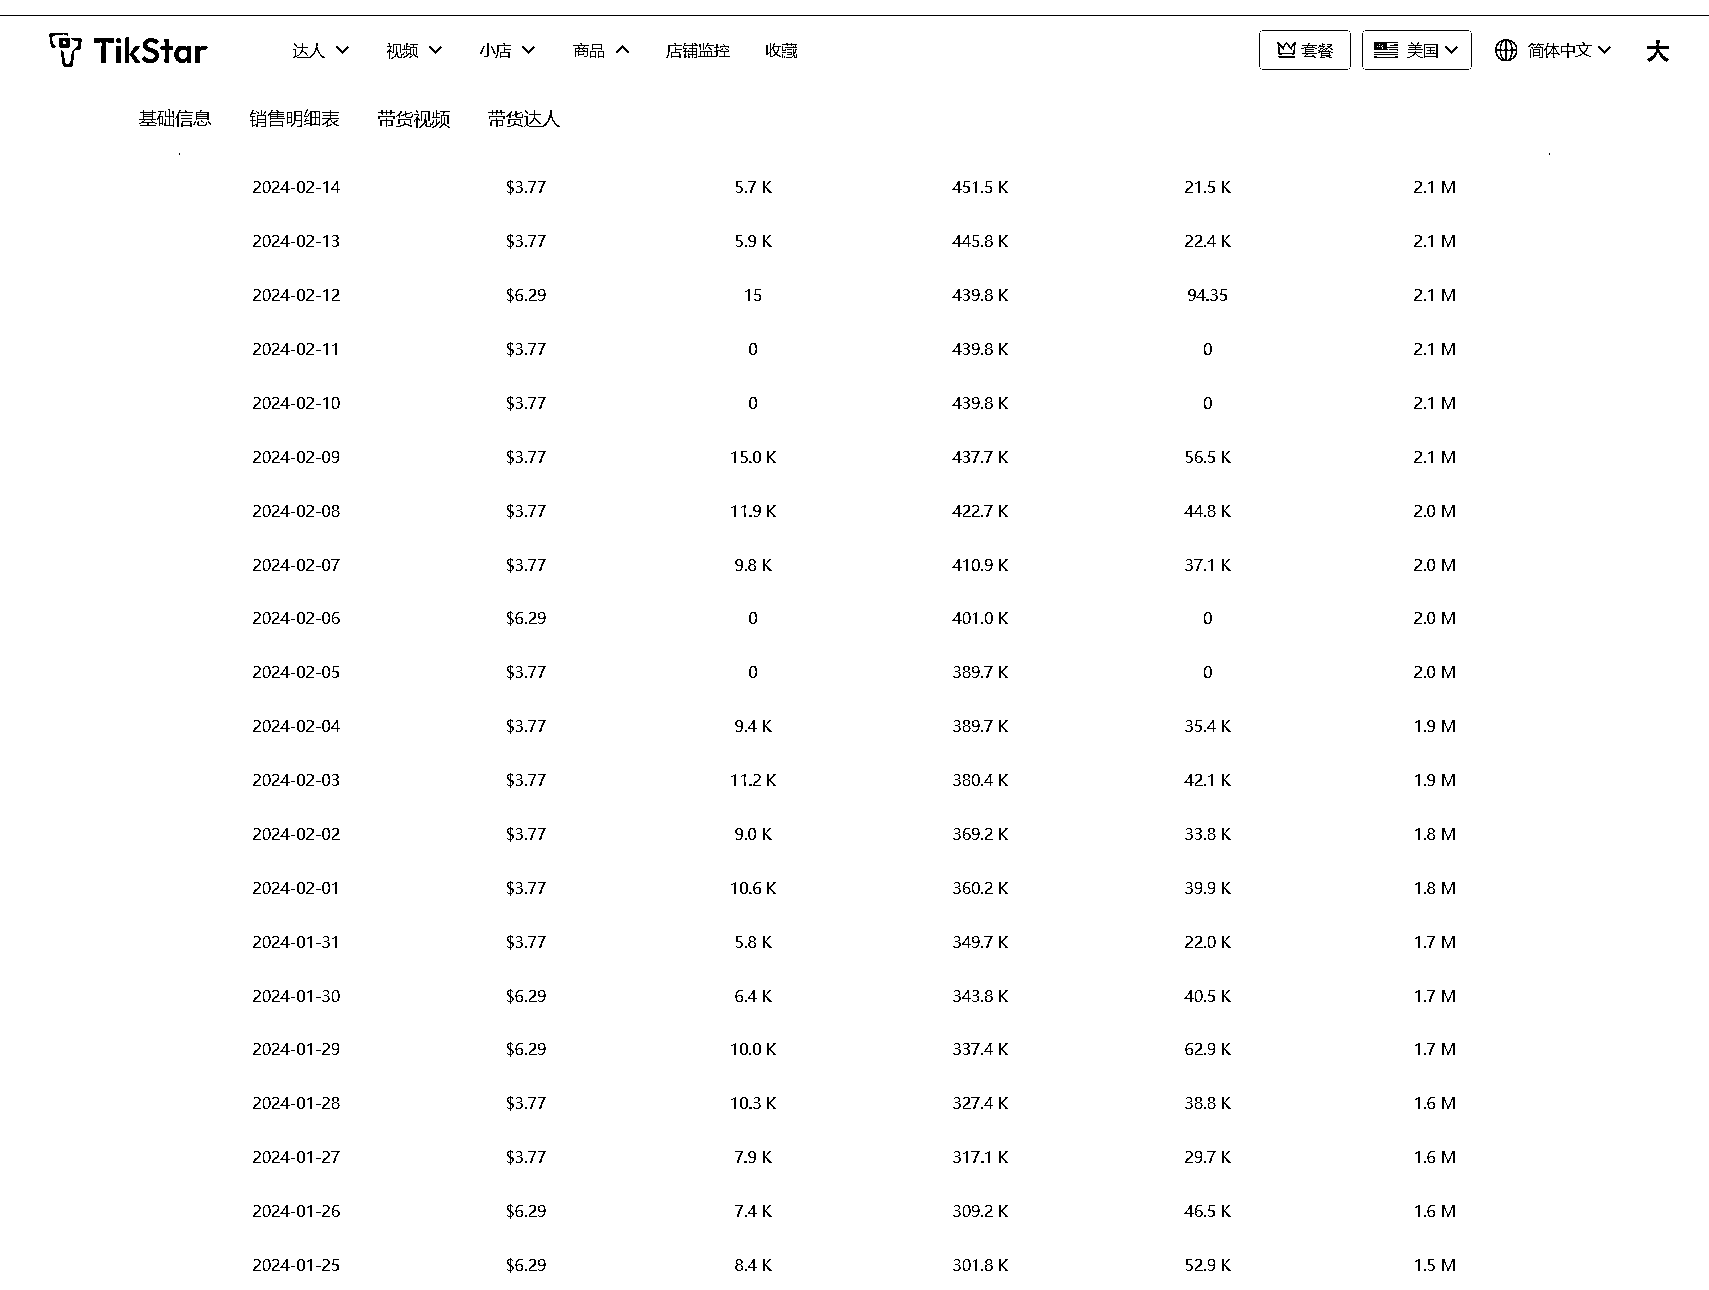 TikStar 达人 视频 小店 商品 店铺监控 收藏 套餐 美国 简体中文 大
基础信息 销售明细表 带货视频 带货达人
2024-02-14 $3.77 5.7 K 451.5 K 21.5 K 2.1 M
2024-02-13 $3.77 5.9 K 445.8 K 22.4 K 2.1 M
2024-02-12 $6.29 15 439.8 K 94.35 2.1 M
2024-02-11 $3.77 0 439.8 K 0 2.1 M
2024-02-10 $3.77 0 439.8 K 0 2.1 M
2024-02-09 $3.77 15.0 K 437.7 K 56.5 K 2.1 M
2024-02-08 $3.77 11.9 K 422.7 K 44.8 K 2.0 M
2024-02-07 $3.77 9.8 K 410.9 K 37.1 K 2.0 M
2024-02-06 $6.29 0 401.0 K 0 2.0 M
2024-02-05 $3.77 0 389.7 K 0 2.0 M
2024-02-04 $3.77 9.4 K 389.7 K 35.4 K 1.9 M
2024-02-03 $3.77 11.2 K 380.4 K 42.1 K 1.9 M
2024-02-02 $3.77 9.0 K 369.2 K 33.8 K 1.8 M
2024-02-01 $3.77 10.6 K 360.2 K 39.9 K 1.8 M
2024-01-31 $3.77 5.8 K 349.7 K 22.0 K 1.7 M
2024-01-30 $6.29 6.4 K 343.8 K 40.5 K 1.7 M
2024-01-29 $6.29 10.0 K 337.4 K 62.9 K 1.7 M
2024-01-28 $3.77 10.3 K 327.4 K 38.8 K 1.6 M
2024-01-27 $3.77 7.9 K 317.1 K 29.7 K 1.6 M
2024-01-26 $6.29 7.4 K 309.2 K 46.5 K 1.6 M
2024-01-25 $6.29 8.4 K 301.8 K 52.9 K 1.5 M